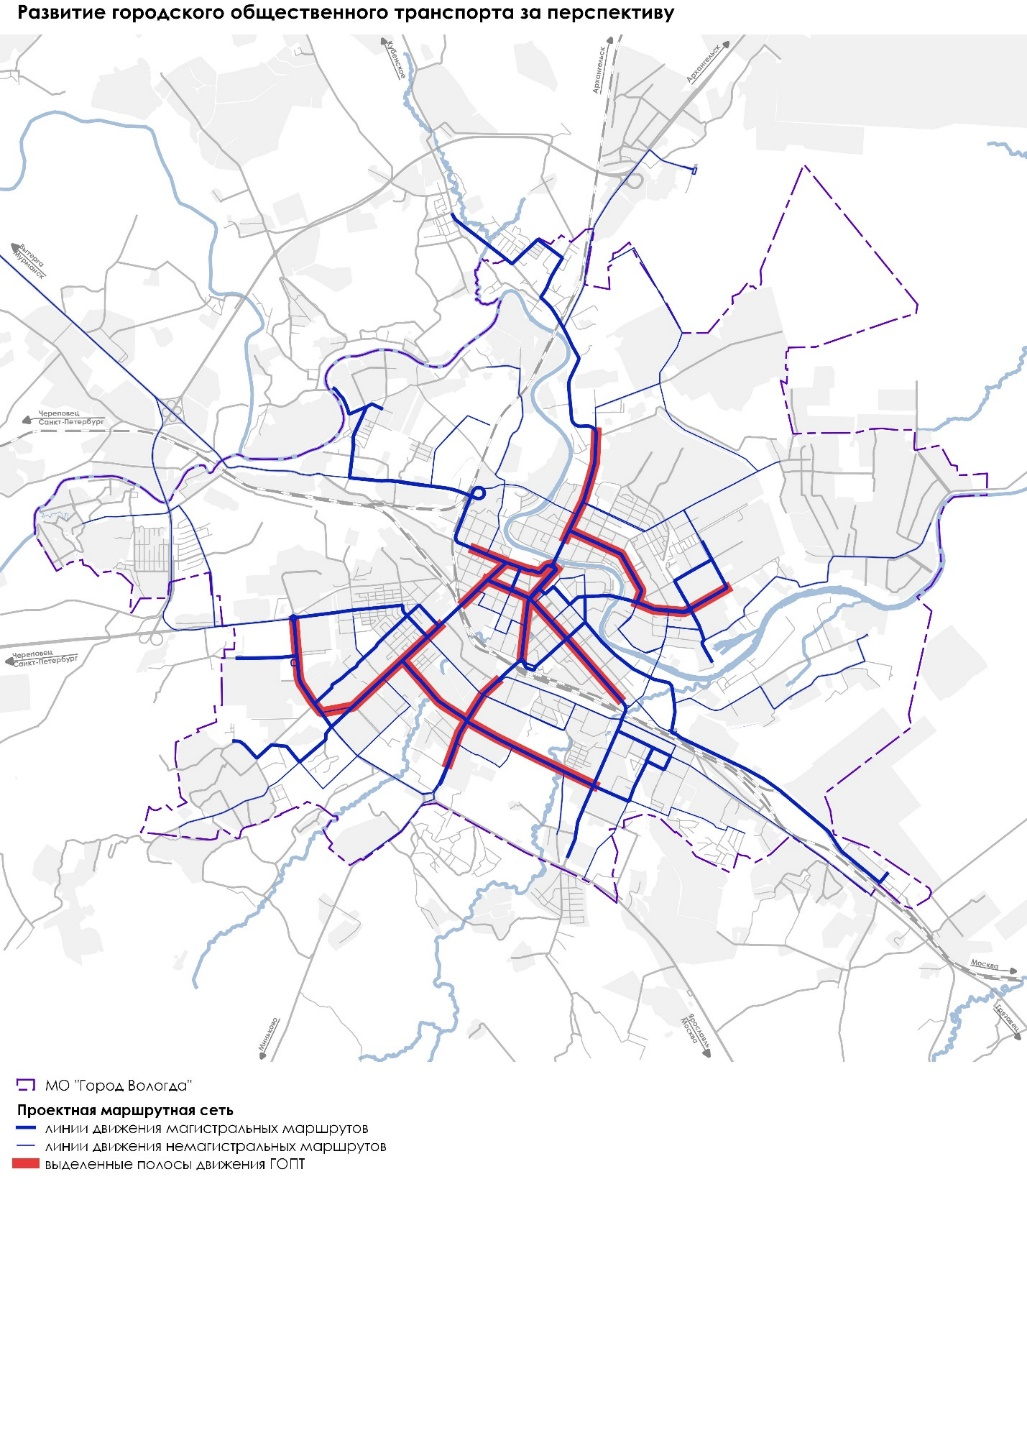 Развитие городского общественного транспорта за перспективу
Кубенское
Архангельск
Архангельск
Вытегра
Мурманск
Череповец
Санкт-Петербург
Череповец
Санкт-Петербург
Москва
Грязовец
Ярославль
Москва
Маньково
МО "Город Вологда"
Проектная маршрутная сеть
линии движения магистральных маршрутов
линии движения немагистральных маршрутов
выделенные полосы движения ГОПТ